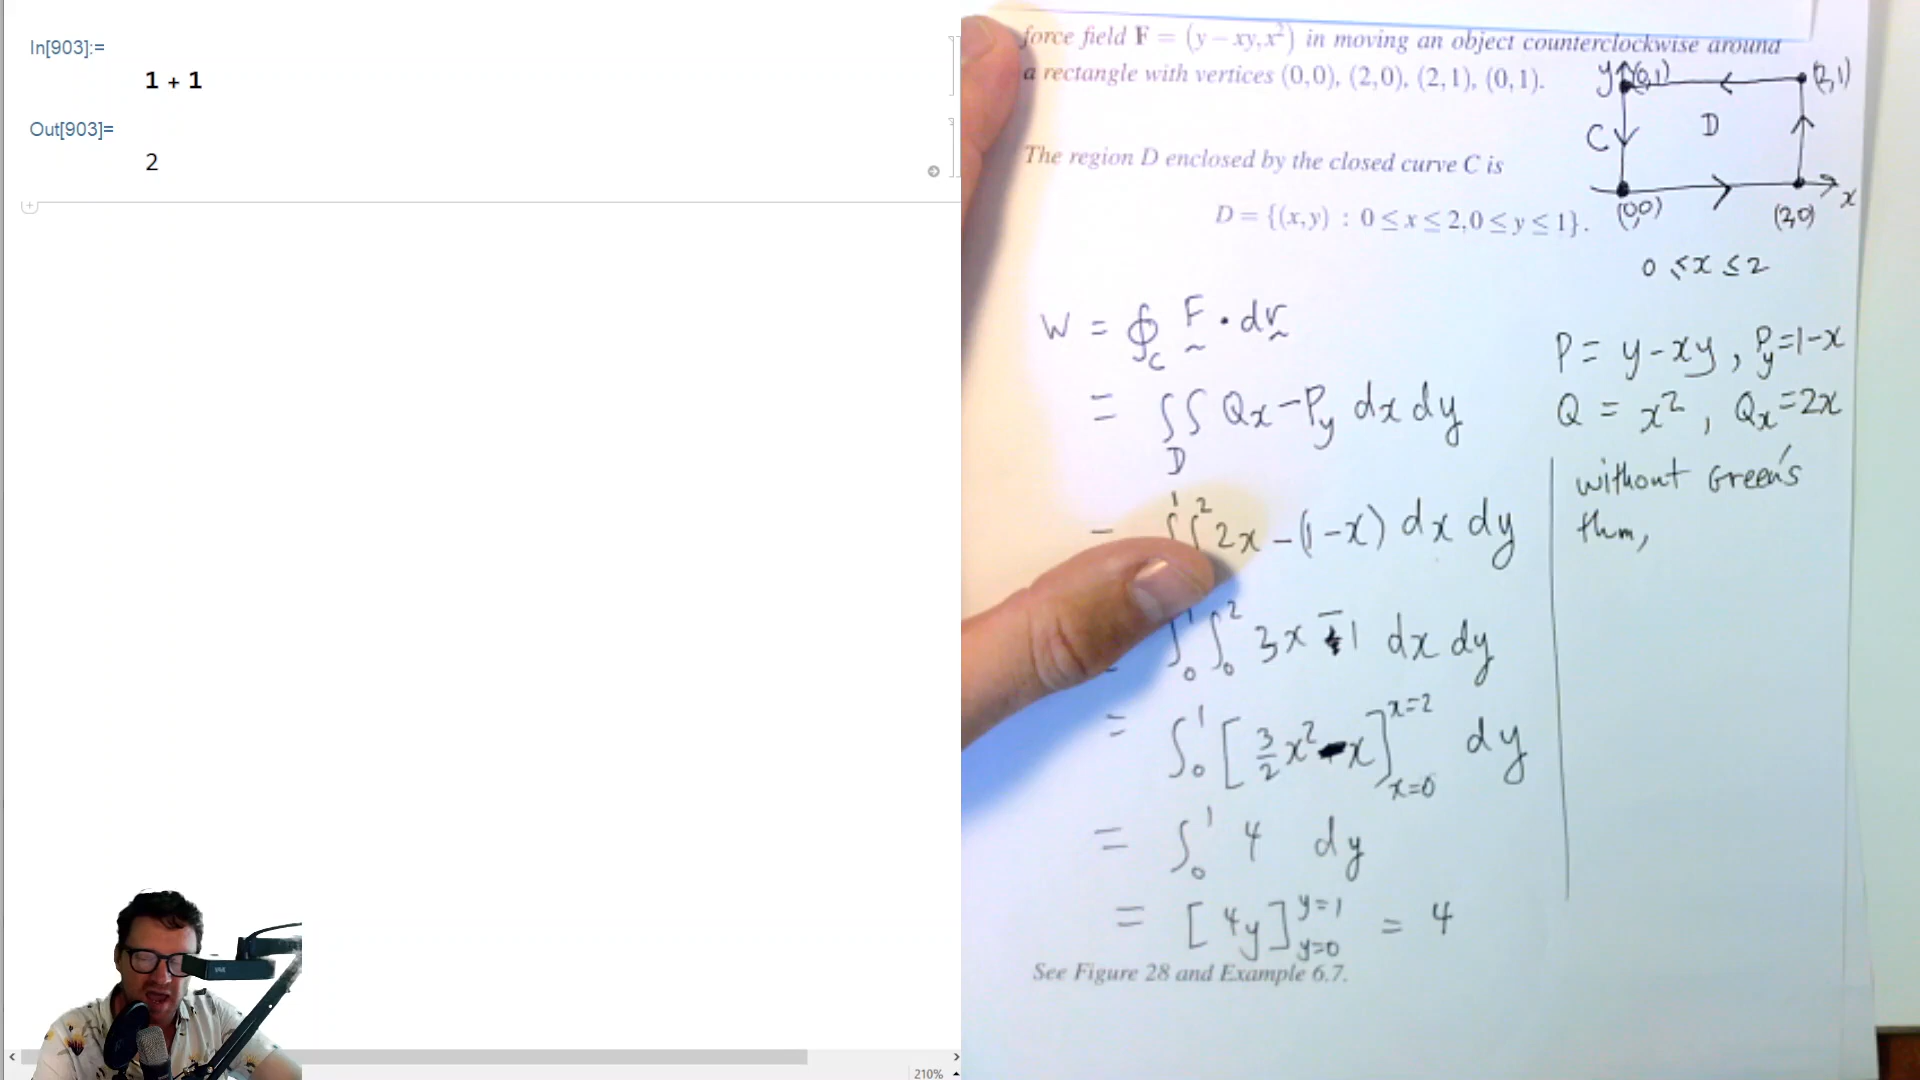 In[903]:=
1 + 1
Out[903]=
2
210%
force field F = (y − xy, x²) in moving an object counterclockwise around
a rectangle with vertices (0,0), (2,0), (2,1), (0,1).
y (0,1) (2,1)
C D
(0,0) (2,0) x
The region D enclosed by the closed curve C is
D = {(x,y) : 0 ≤ x ≤ 2, 0 ≤ y ≤ 1}.
0 ≤ x ≤ 2
W = ∮_C F · dr
= ∫∫_D Qx − Py dx dy
= ∫¹ ∫² 2x − (1 − x) dx dy
= ∫₀¹ ∫₀² 3x − 1 dx dy
= ∫₀¹ [3/2 x² − x]_{x=0}^{x=2} dy
= ∫₀¹ 4 dy
= [4y]_{y=0}^{y=1} = 4
P = y − xy, Py = 1 − x
Q = x², Qx = 2x
without Green's
thm,
See Figure 28 and Example 6.7.